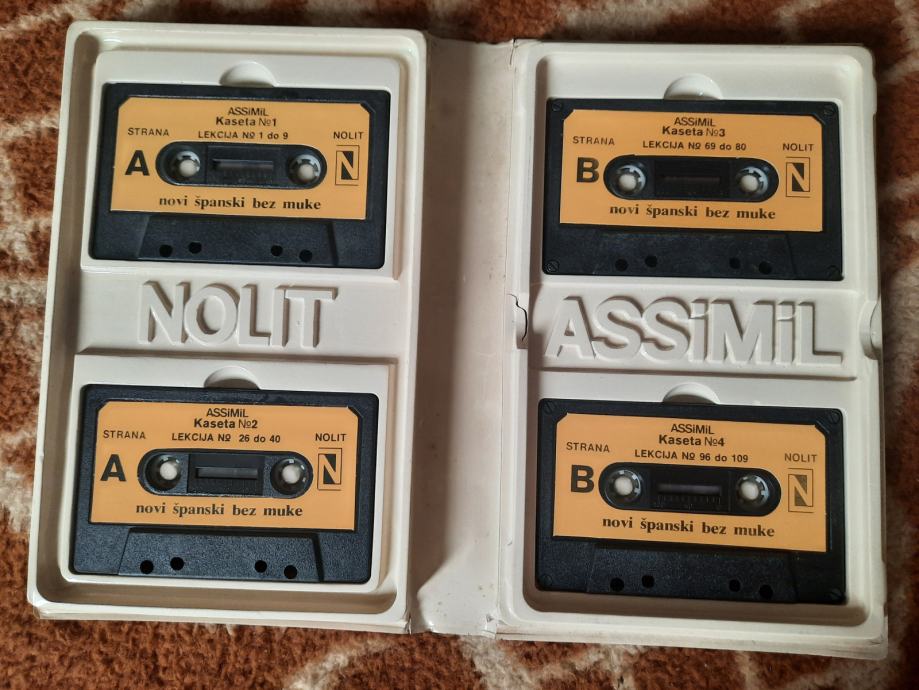 ASSiMiL
Kaseta №1
STRANA LEKCIJA № 1 do 9 NOLIT
A N
novi španski bez muke
NOLIT
ASSiMiL
Kaseta №2
STRANA LEKCIJA № 26 do 40 NOLIT
A N
novi španski bez muke
ASSiMiL
Kaseta №3
STRANA LEKCIJA № 69 do 80 NOLIT
B N
novi španski bez muke
ASSiMiL
ASSiMiL
Kaseta №4
STRANA LEKCIJA № 96 do 109 NOLIT
B N
novi španski bez muke